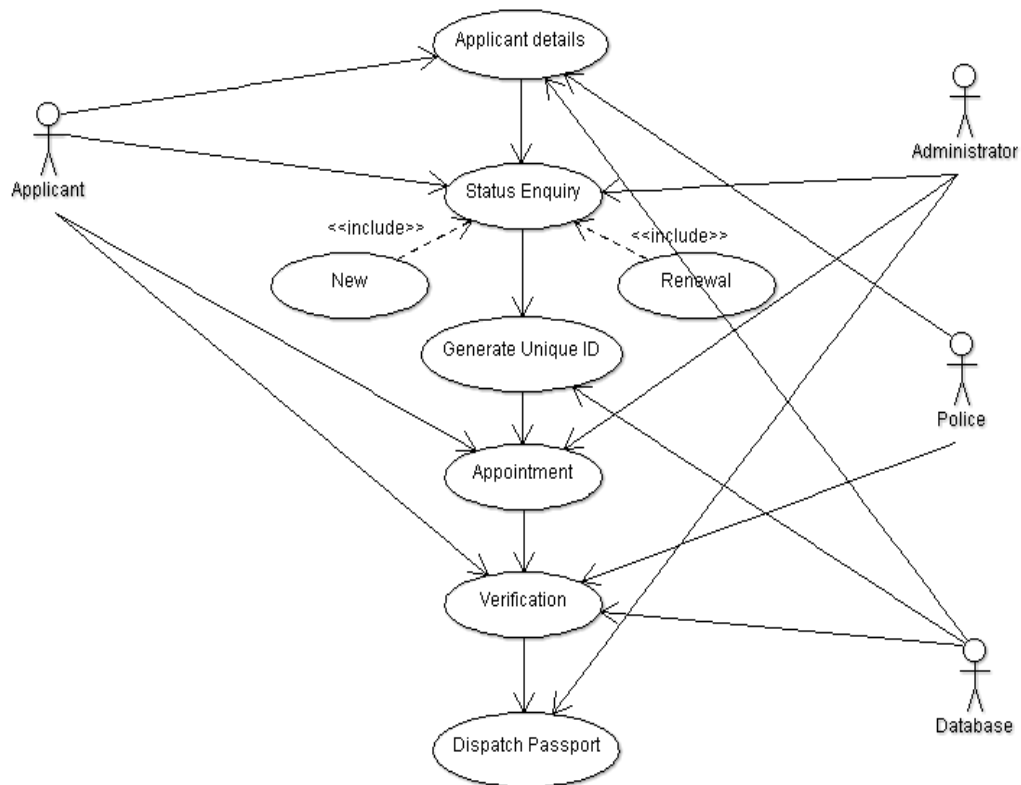 Applicant details
Administrator
Applicant
Status Enquiry
<<include>>
<<include>>
New
Renewal
Generate Unique ID
Police
Appointment
Verification
Database
Dispatch Passport